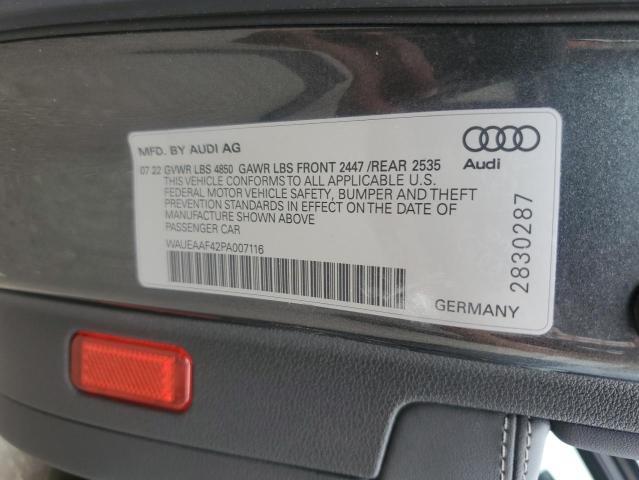 MFD. BY AUDI AG
07.22 GVWR LBS 4850 GAWR LBS FRONT 2447 /REAR 2535
THIS VEHICLE CONFORMS TO ALL APPLICABLE U.S.
FEDERAL MOTOR VEHICLE SAFETY, BUMPER AND THEFT
PREVENTION STANDARDS IN EFFECT ON THE DATE OF
MANUFACTURE SHOWN ABOVE
PASSENGER CAR
WAUEAAF42PA007116
Audi
2830287
GERMANY